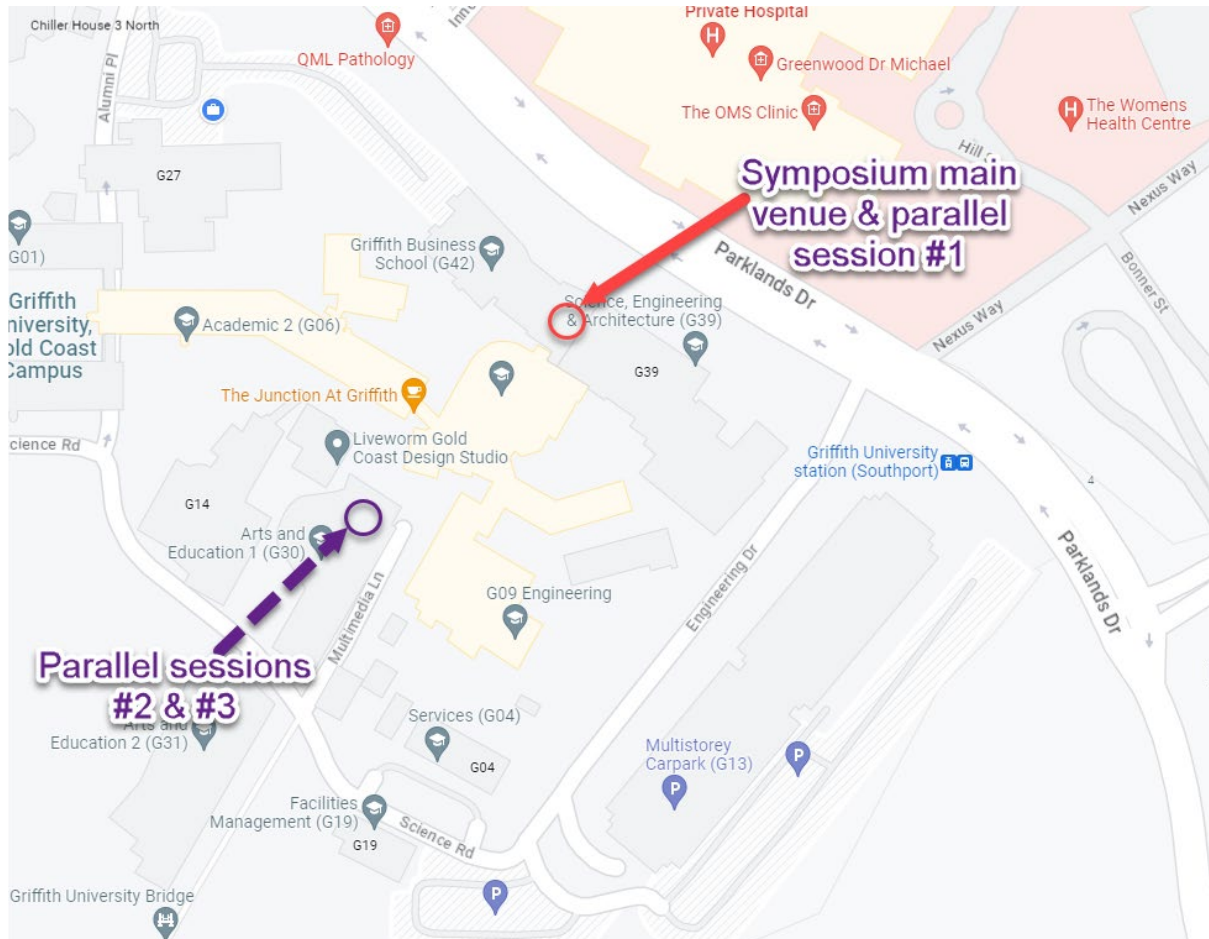 Chiller House 3 North
Alumni Pl
QML Pathology
Private Hospital
Greenwood Dr Michael
The OMS Clinic
The Womens
Health Centre
Nexus Way
Bonner St
Symposium main
venue & parallel
session #1
Parklands Dr
Nexus Way
G27
G01)
Griffith Business
School (G42)
Science, Engineering
& Architecture (G39)
G39
Griffith
niversity,
old Coast
Campus
Academic 2 (G06)
The Junction At Griffith
Liveworm Gold
Coast Design Studio
cience Rd
Griffith University
station (Southport)
4
G14
Arts and
Education 1 (G30)
Multimedia Ln
G09 Engineering
Engineering Dr
Parklands Dr
Parallel sessions
#2 & #3
Arts and
Education 2 (G31)
Services (G04)
G04
Multistorey
Carpark (G13)
P
P
Facilities
Management (G19)
G19
Science Rd
Griffith University Bridge
P